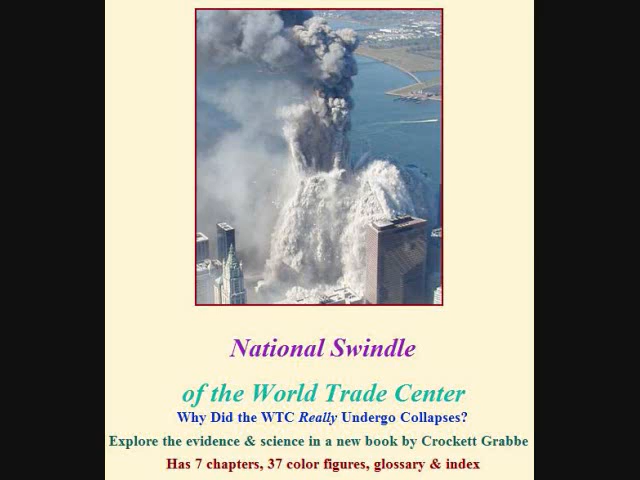 National Swindle
of the World Trade Center
Why Did the WTC Really Undergo Collapses?
Explore the evidence & science in a new book by Crockett Grabbe
Has 7 chapters, 37 color figures, glossary & index